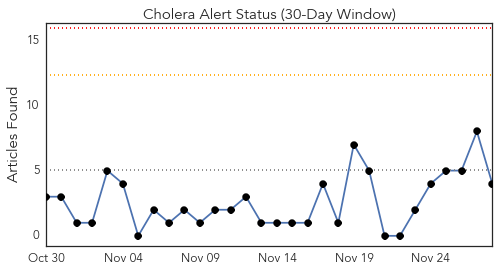 Cholera Alert Status (30-Day Window)
Articles Found
15
10
5
0
Oct 30 Nov 04 Nov 09 Nov 14 Nov 19 Nov 24